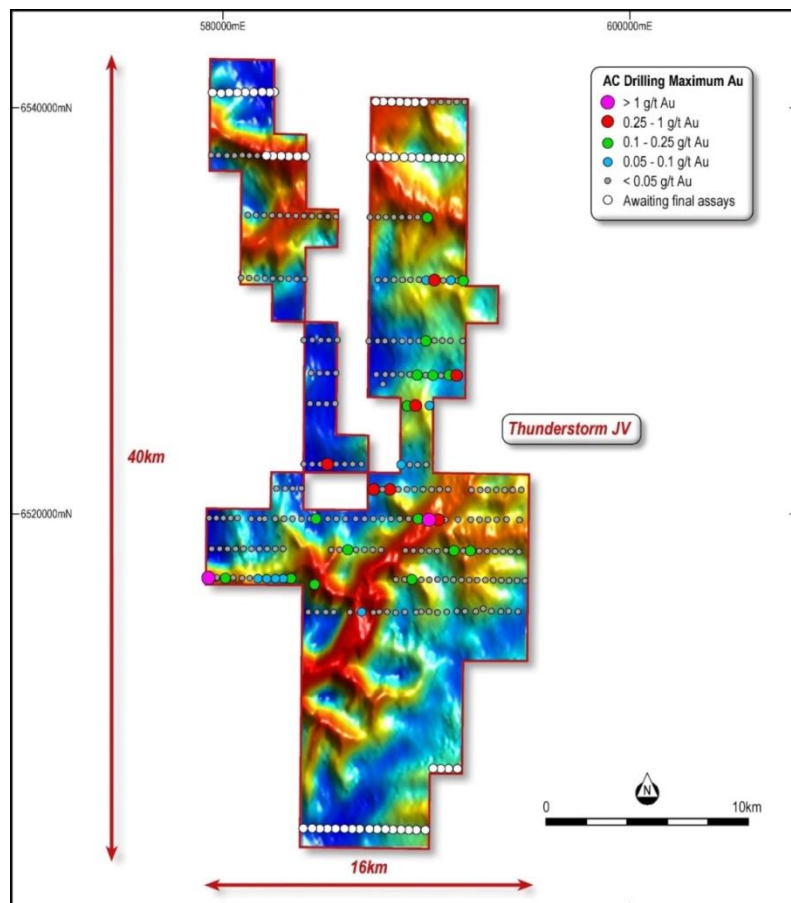 580000mE
600000mE
6540000mN
AC Drilling Maximum Au
> 1 g/t Au
0.25 - 1 g/t Au
0.1 - 0.25 g/t Au
0.05 - 0.1 g/t Au
< 0.05 g/t Au
Awaiting final assays
Thunderstorm JV
40km
6520000mN
N
0
10km
16km